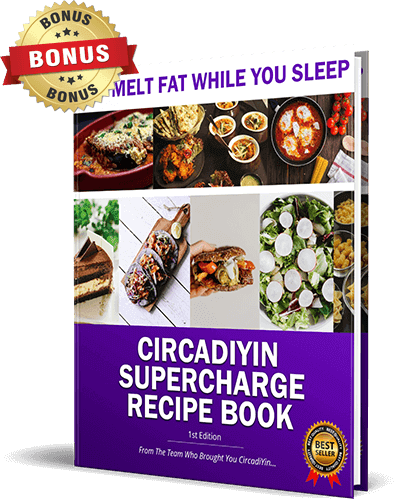 BONUS
BONUS
BONUS
MELT FAT WHILE YOU SLEEP
CIRCADIYIN
SUPERCHARGE
RECIPE BOOK
1st Edition
From The Team Who Brought You CircadiYin...
BEST
SELLER